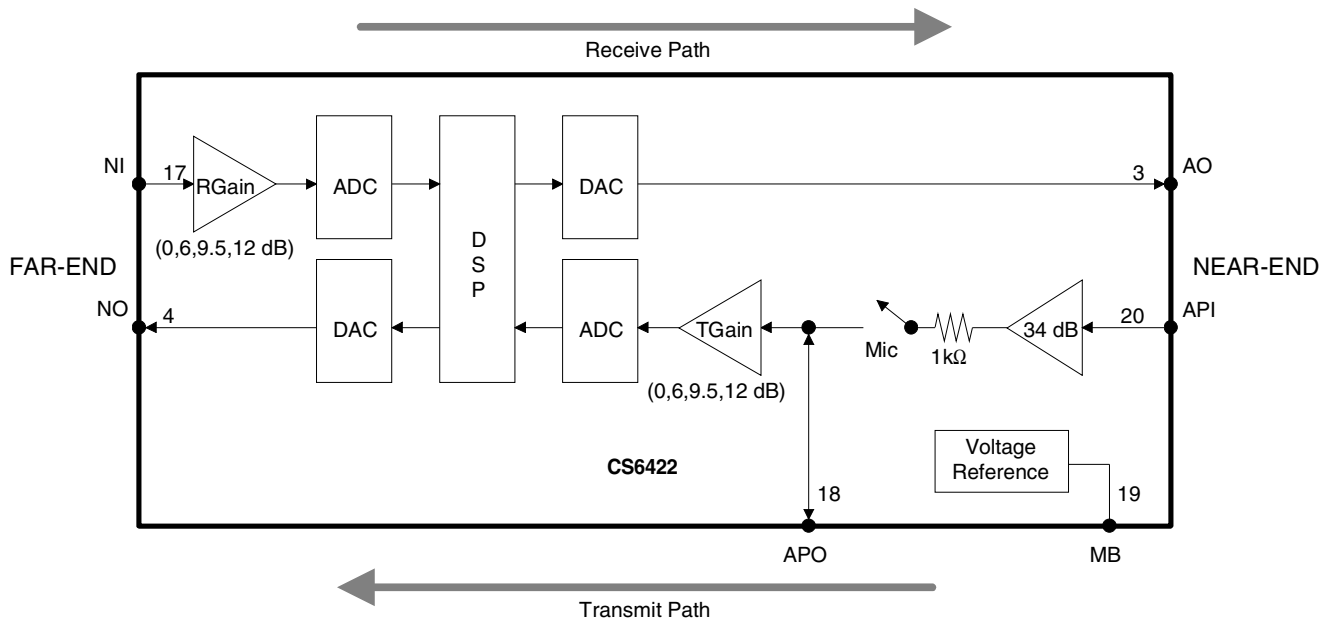 Receive Path
NI
17
RGain
(0,6,9.5,12 dB)
ADC
D
S
P
DAC
3
AO
FAR-END
NEAR-END
NO
4
DAC
ADC
TGain
(0,6,9.5,12 dB)
Mic
1kΩ
34 dB
20
API
CS6422
Voltage
Reference
18
19
APO
MB
Transmit Path